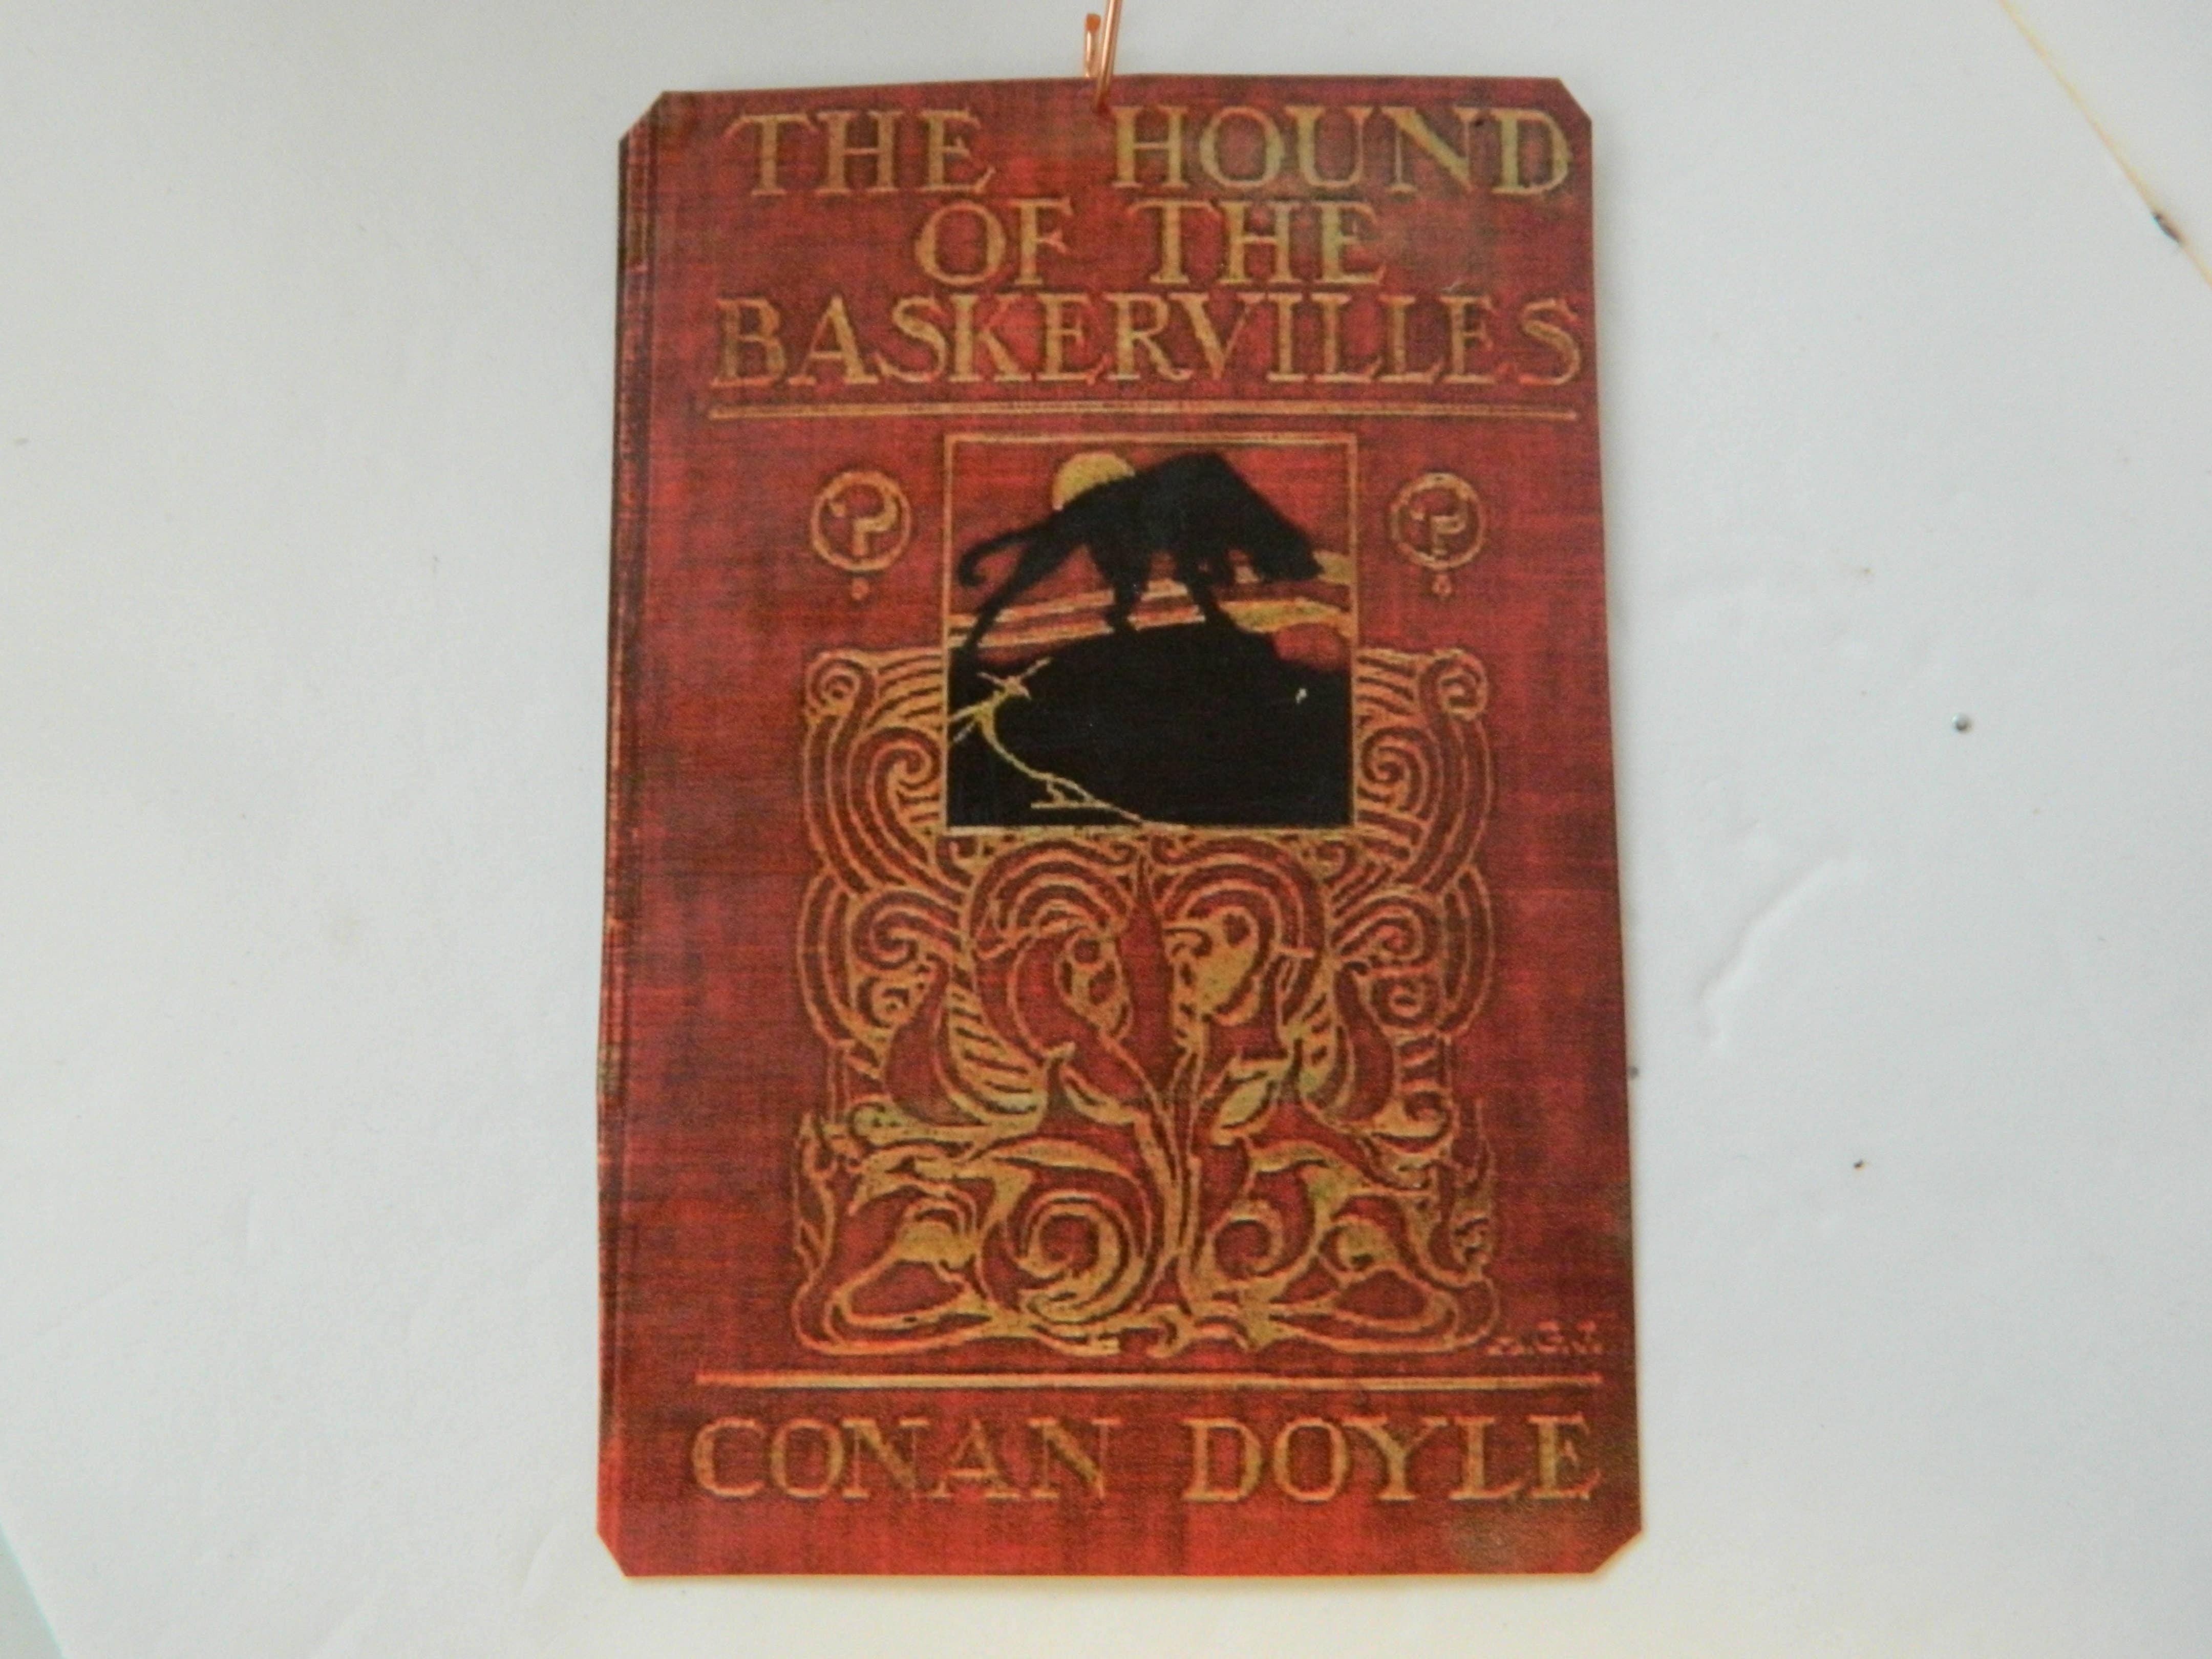 THE HOUND
OF THE
BASKERVILLES
? ?
CONAN DOYLE